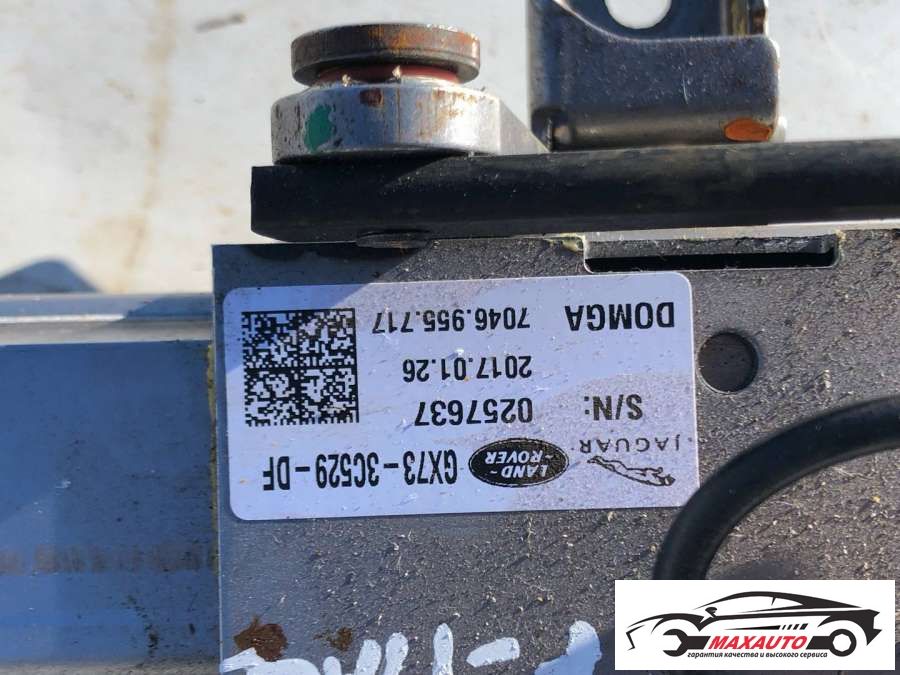 JAGUAR
LAND-
ROVER
GX73-3C529-DF
S/N: 0257637
2017.01.26
DOMGA 7046.955.717
MAXAUTO
гарантия качества и высокого сервиса